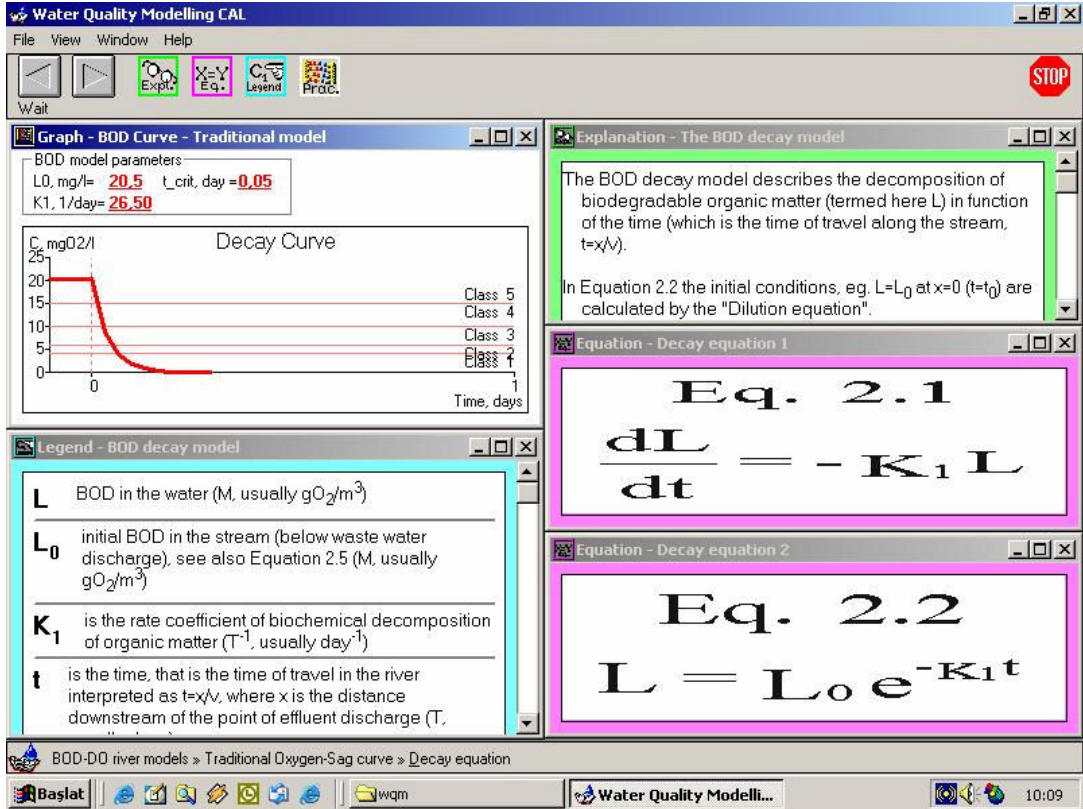 Water Quality Modelling CAL
File View Window Help
Expl. X=Y Eq. C1 Legend Prac. STOP
Wait
Graph - BOD Curve - Traditional model
BOD model parameters
L0, mg/l= 20,5 t_crit, day =0,05
K1, 1/day= 26,50
C, mgO2/l
Decay Curve
25
20
15
10
5
0
Class 5
Class 4
Class 3
Class 2
Class 1
0 1
Time, days
Legend - BOD decay model
L BOD in the water (M, usually gO2/m3)
L0 initial BOD in the stream (below waste water
discharge), see also Equation 2.5 (M, usually
gO2/m3)
K1 is the rate coefficient of biochemical decomposition
of organic matter (T-1, usually day-1)
t is the time, that is the time of travel in the river
interpreted as t=x/v, where x is the distance
downstream of the point of effluent discharge (T,
Explanation - The BOD decay model
The BOD decay model describes the decomposition of
biodegradable organic matter (termed here L) in function
of the time (which is the time of travel along the stream,
t=x/v).
In Equation 2.2 the initial conditions, eg. L=L0 at x=0 (t=t0) are
calculated by the "Dilution equation".
Equation - Decay equation 1
Eq. 2.1
dL/dt = - K1 L
Equation - Decay equation 2
Eq. 2.2
L = L0 e-K1t
BOD-DO river models » Traditional Oxygen-Sag curve » Decay equation
Başlat wqm Water Quality Modelli... 10:09